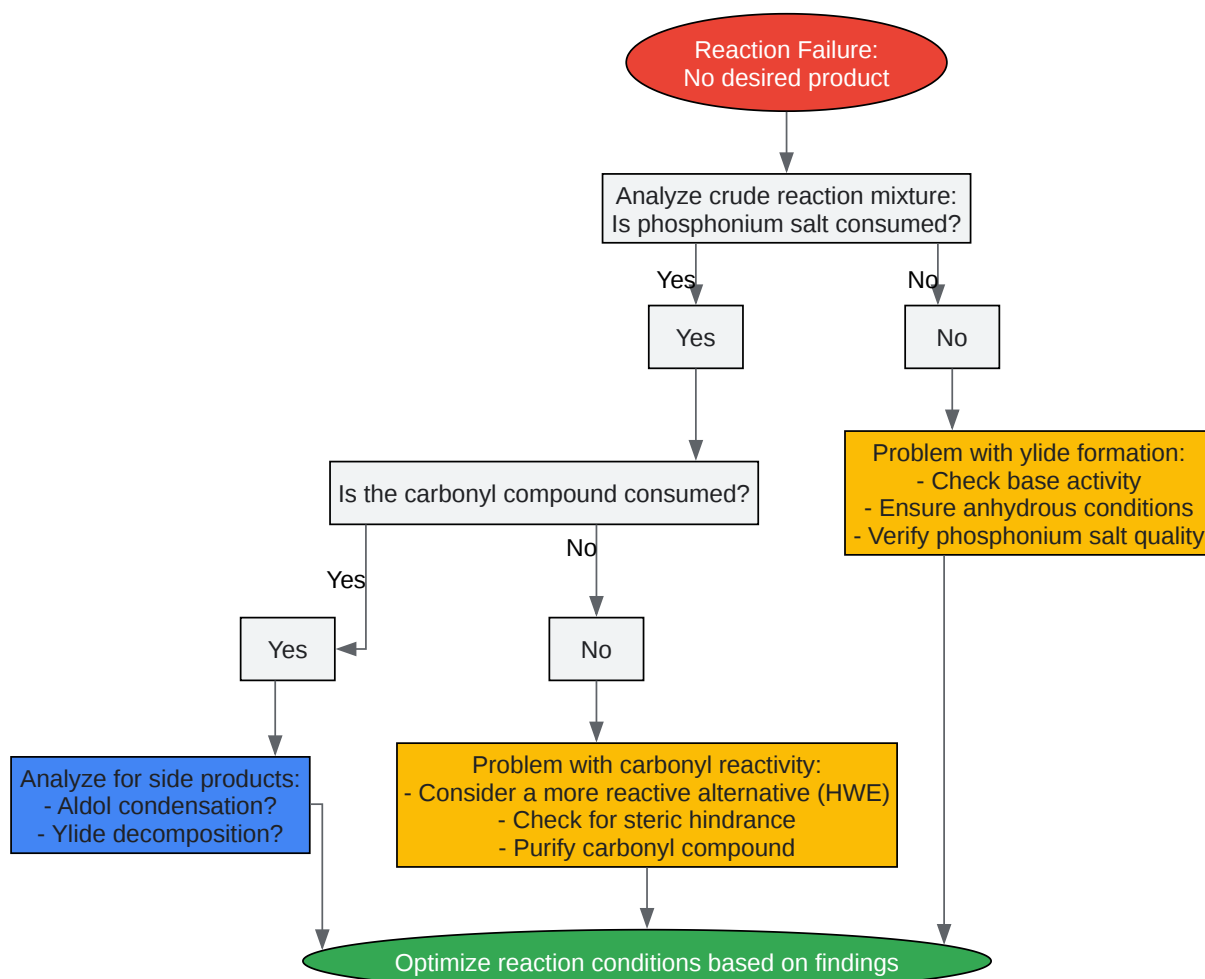 Reaction Failure:
No desired product
Analyze crude reaction mixture:
Is phosphonium salt consumed?
Yes
No
Yes
No
Problem with ylide formation:
- Check base activity
- Ensure anhydrous conditions
- Verify phosphonium salt quality
Is the carbonyl compound consumed?
No
Yes
Yes
No
Analyze for side products:
- Aldol condensation?
- Ylide decomposition?
Problem with carbonyl reactivity:
- Consider a more reactive alternative (HWE)
- Check for steric hindrance
- Purify carbonyl compound
Optimize reaction conditions based on findings